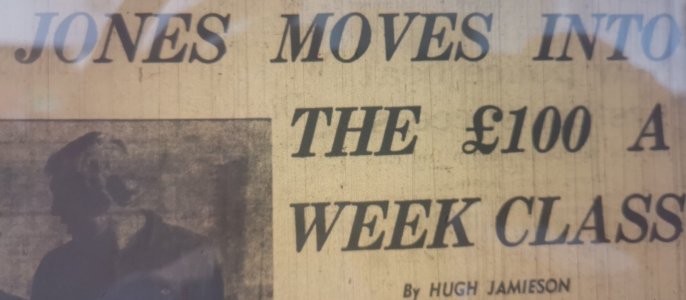 JONES MOVES INTO
THE £100 A
WEEK CLASS
By HUGH JAMIESON